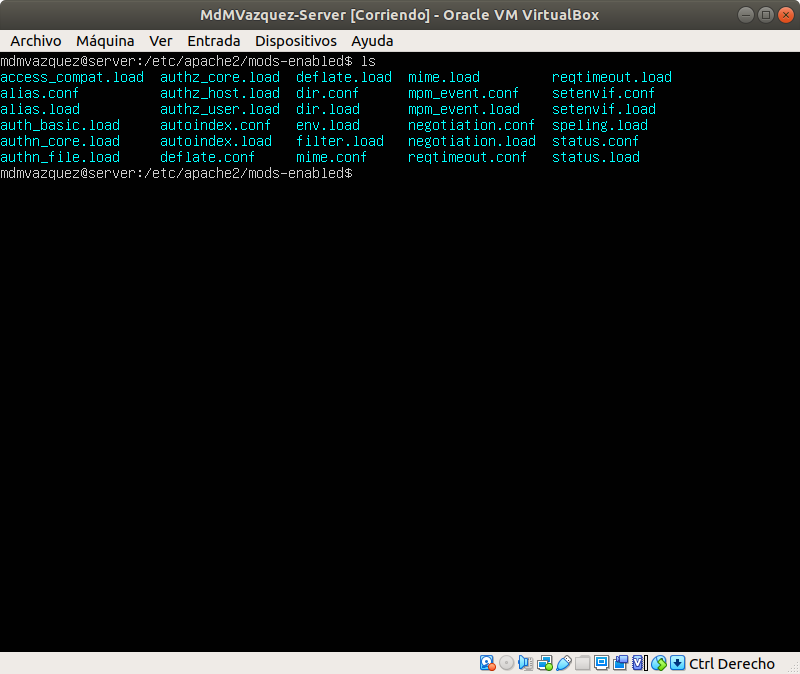 MdMVazquez-Server [Corriendo] - Oracle VM VirtualBox
Archivo Máquina Ver Entrada Dispositivos Ayuda
mdmvazquez@server:/etc/apache2/mods-enabled$ ls
access_compat.load authz_core.load deflate.load mime.load reqtimeout.load
alias.conf authz_host.load dir.conf mpm_event.conf setenvif.conf
alias.load authz_user.load dir.load mpm_event.load setenvif.load
auth_basic.load autoindex.conf env.load negotiation.conf speling.load
authn_core.load autoindex.load filter.load negotiation.load status.conf
authn_file.load deflate.conf mime.conf reqtimeout.conf status.load
mdmvazquez@server:/etc/apache2/mods-enabled$
Ctrl Derecho